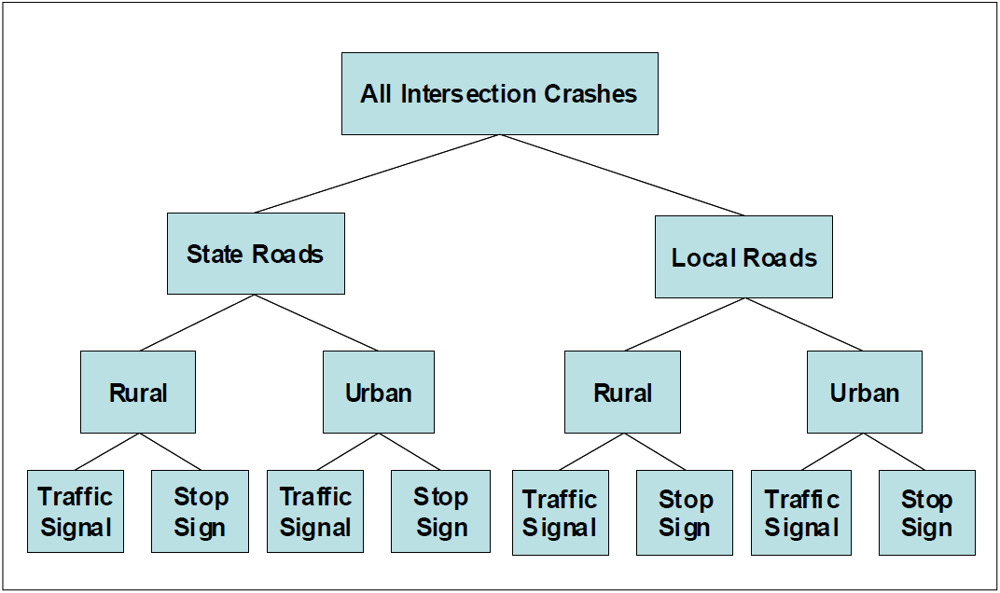 All Intersection Crashes
State Roads
Local Roads
Rural
Urban
Rural
Urban
Traffic
Signal
Stop
Sign
Traffic
Signal
Stop
Sign
Traffic
Signal
Stop
Sign
Traffic
Signal
Stop
Sign